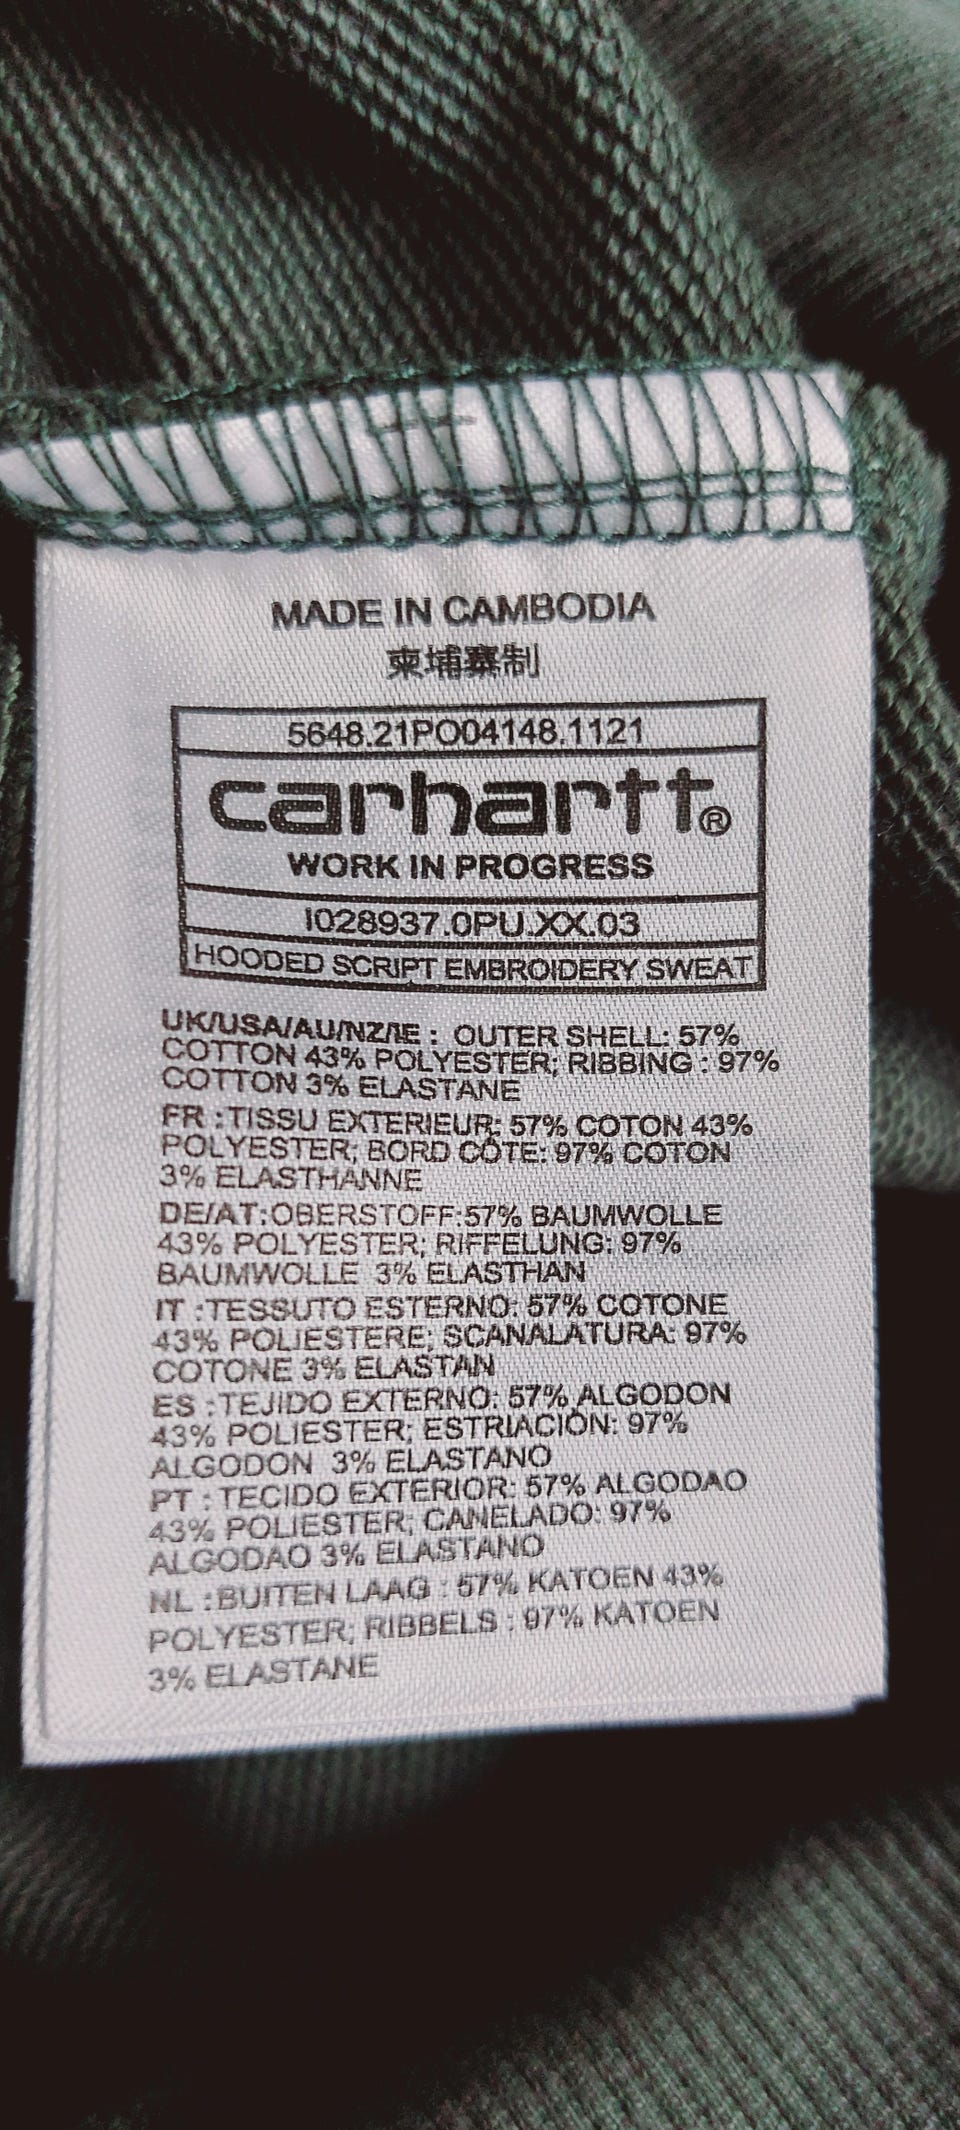 MADE IN CAMBODIA
柬埔寨制
5648.21PO04148.1121
carhartt®
WORK IN PROGRESS
I028937.0PU.XX.03
HOODED SCRIPT EMBROIDERY SWEAT
UK/USA/AU/NZ/IE : OUTER SHELL: 57%
COTTON 43% POLYESTER; RIBBING : 97%
COTTON 3% ELASTANE
FR : TISSU EXTERIEUR: 57% COTON 43%
POLYESTER; BORD CÔTE: 97% COTON
3% ELASTHANNE
DE/AT:OBERSTOFF:57% BAUMWOLLE
43% POLYESTER; RIFFELUNG: 97%
BAUMWOLLE 3% ELASTHAN
IT :TESSUTO ESTERNO: 57% COTONE
43% POLIESTERE; SCANALATURA: 97%
COTONE 3% ELASTAN
ES :TEJIDO EXTERNO: 57% ALGODON
43% POLIESTER; ESTRIACIÓN: 97%
ALGODON 3% ELASTANO
PT : TECIDO EXTERIOR: 57% ALGODAO
43% POLIESTER; CANELADO: 97%
ALGODAO 3% ELASTANO
NL :BUITEN LAAG : 57% KATOEN 43%
POLYESTER; RIBBELS : 97% KATOEN
3% ELASTANE